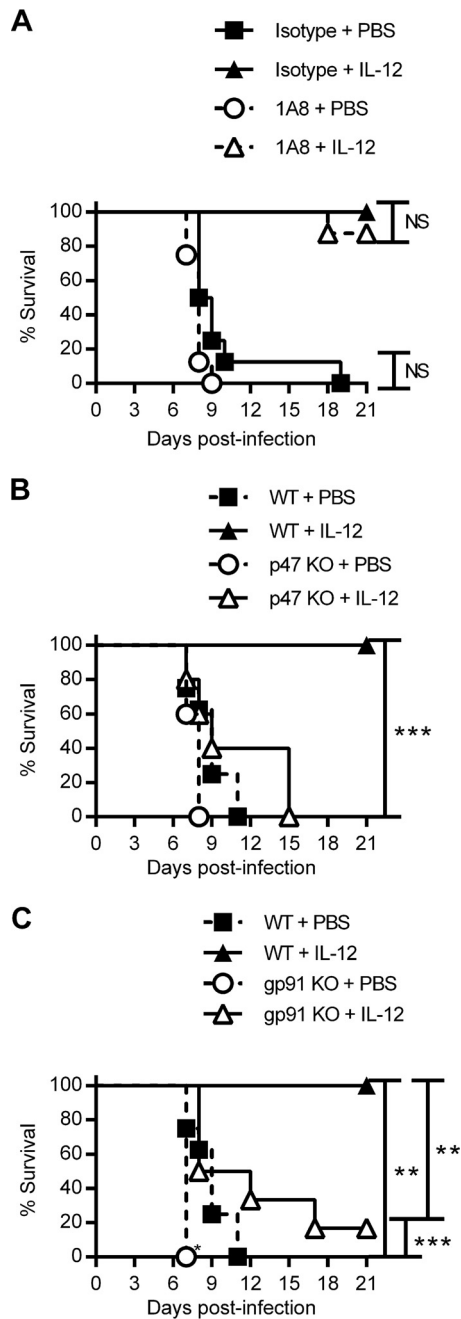 A
Isotype + PBS
Isotype + IL-12
1A8 + PBS
1A8 + IL-12
% Survival
100
80
60
40
20
0
NS
NS
0 3 6 9 12 15 18 21
Days post-infection
B
WT + PBS
WT + IL-12
p47 KO + PBS
p47 KO + IL-12
% Survival
100
80
60
40
20
0
***
0 3 6 9 12 15 18 21
Days post-infection
C
WT + PBS
WT + IL-12
gp91 KO + PBS
gp91 KO + IL-12
% Survival
100
80
60
40
20
0
*
**
**
***
0 3 6 9 12 15 18 21
Days post-infection